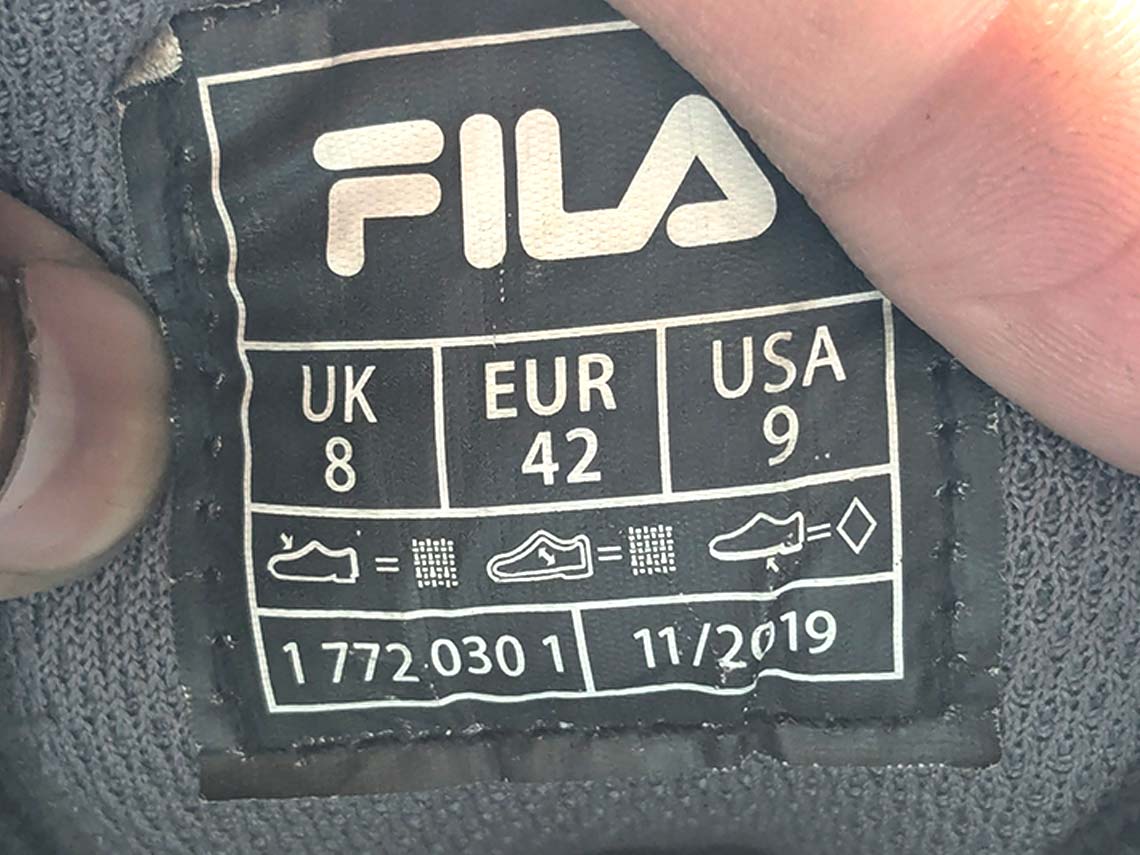 FILA
UK EUR USA
8 42 9
= = =
1 772 030 1 11/2019